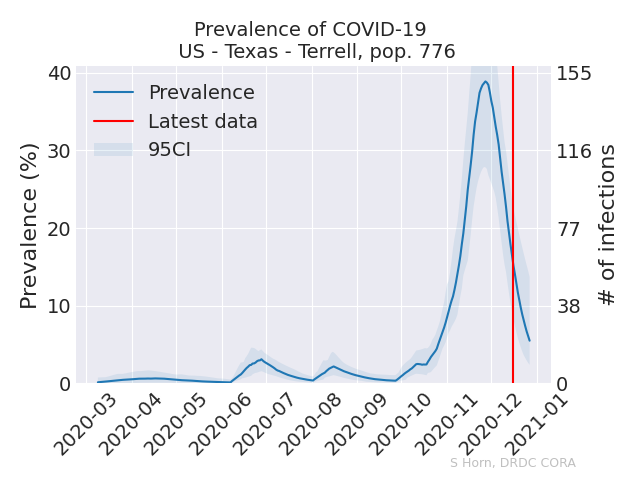 Prevalence of COVID-19
US - Texas - Terrell, pop. 776
Prevalence (%)
40
30
20
10
0
Prevalence
Latest data
95CI
155
116
77
38
0
# of infections
2020-03
2020-04
2020-05
2020-06
2020-07
2020-08
2020-09
2020-10
2020-11
2020-12
2021-01
S Horn, DRDC CORA